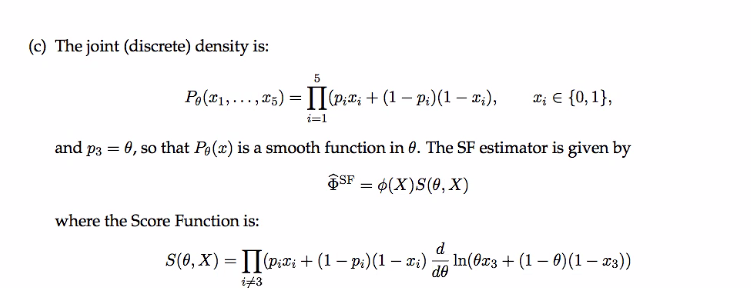 (c) The joint (discrete) density is:
P_θ(x_1, . . . , x_5) = ∏_{i=1}^{5} (p_i x_i + (1 − p_i)(1 − x_i), x_i ∈ {0, 1},
and p_3 = θ, so that P_θ(x) is a smooth function in θ. The SF estimator is given by
Φ̂^{SF} = ϕ(X)S(θ, X)
where the Score Function is:
S(θ, X) = ∏_{i≠3} (p_i x_i + (1 − p_i)(1 − x_i) d/dθ ln(θx_3 + (1 − θ)(1 − x_3))